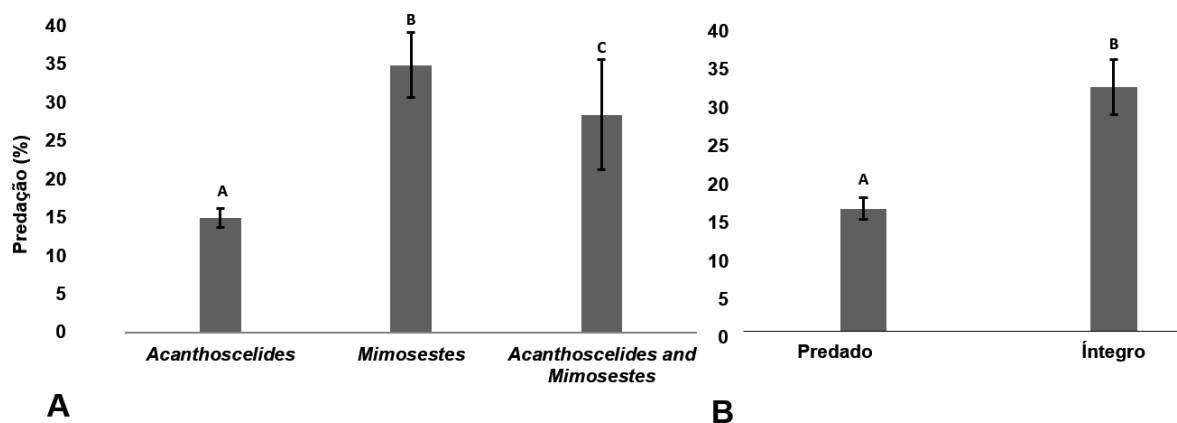 Predação (%)
40
35
30
25
20
15
10
5
0
A
B
C
Acanthoscelides
Mimosestes
Acanthoscelides and
Mimosestes
A
40
35
30
25
20
15
10
5
0
A
B
Predado
Íntegro
B